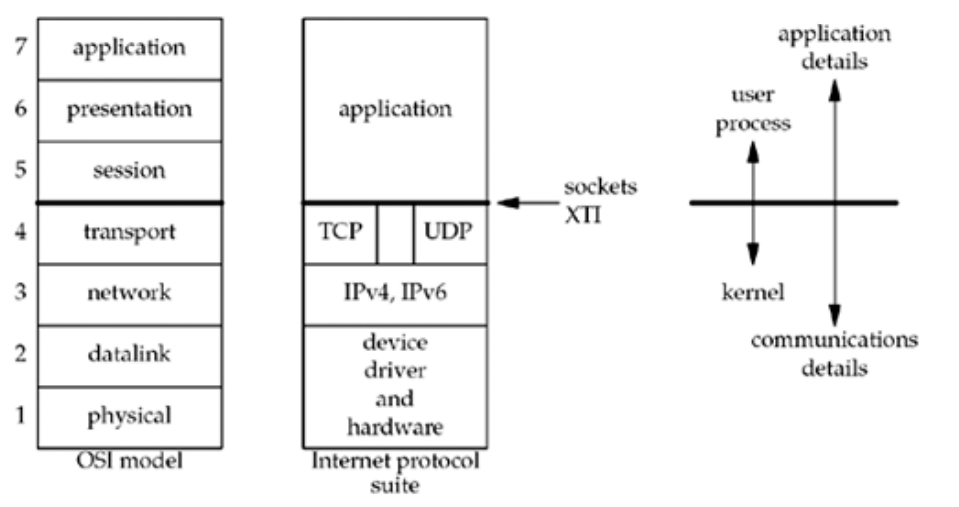 7 application
6 presentation
5 session
4 transport
3 network
2 datalink
1 physical
OSI model
application
TCP UDP
IPv4, IPv6
device
driver
and
hardware
Internet protocol
suite
sockets
XTI
application
details
user
process
kernel
communications
details